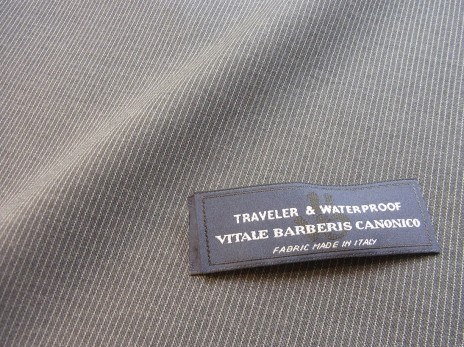 TRAVELER & WATERPROOF
VITALE BARBERIS CANONICO
FABRIC MADE IN ITALY